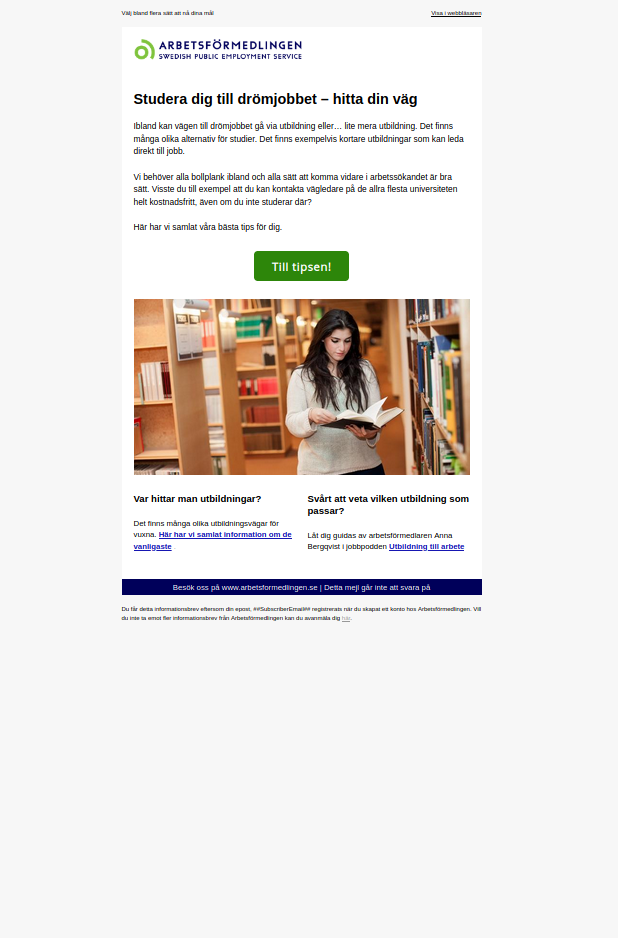 Välj bland flera sätt att nå dina mål
Visa i webbläsaren
ARBETSFÖRMEDLINGEN
SWEDISH PUBLIC EMPLOYMENT SERVICE
Studera dig till drömjobbet – hitta din väg
Ibland kan vägen till drömjobbet gå via utbildning eller… lite mera utbildning. Det finns
många olika alternativ för studier. Det finns exempelvis kortare utbildningar som kan leda
direkt till jobb.
Vi behöver alla bollplank ibland och alla sätt att komma vidare i arbetssökandet är bra
sätt. Visste du till exempel att du kan kontakta vägledare på de allra flesta universiteten
helt kostnadsfritt, även om du inte studerar där?
Här har vi samlat våra bästa tips för dig.
Till tipsen!
Var hittar man utbildningar?
Det finns många olika utbildningsvägar för
vuxna. Här har vi samlat information om de
vanligaste
Svårt att veta vilken utbildning som
passar?
Låt dig guidas av arbetsförmedlaren Anna
Bergqvist i jobbpodden Utbildning till arbete
Besök oss på www.arbetsformedlingen.se | Detta mejl går inte att svara på
Du får detta informationsbrev eftersom din epost, ##SubscriberEmail## registrerats när du skapat ett konto hos Arbetsförmedlingen. Vill
du inte ta emot fler informationsbrev från Arbetsförmedlingen kan du avanmäla dig här.